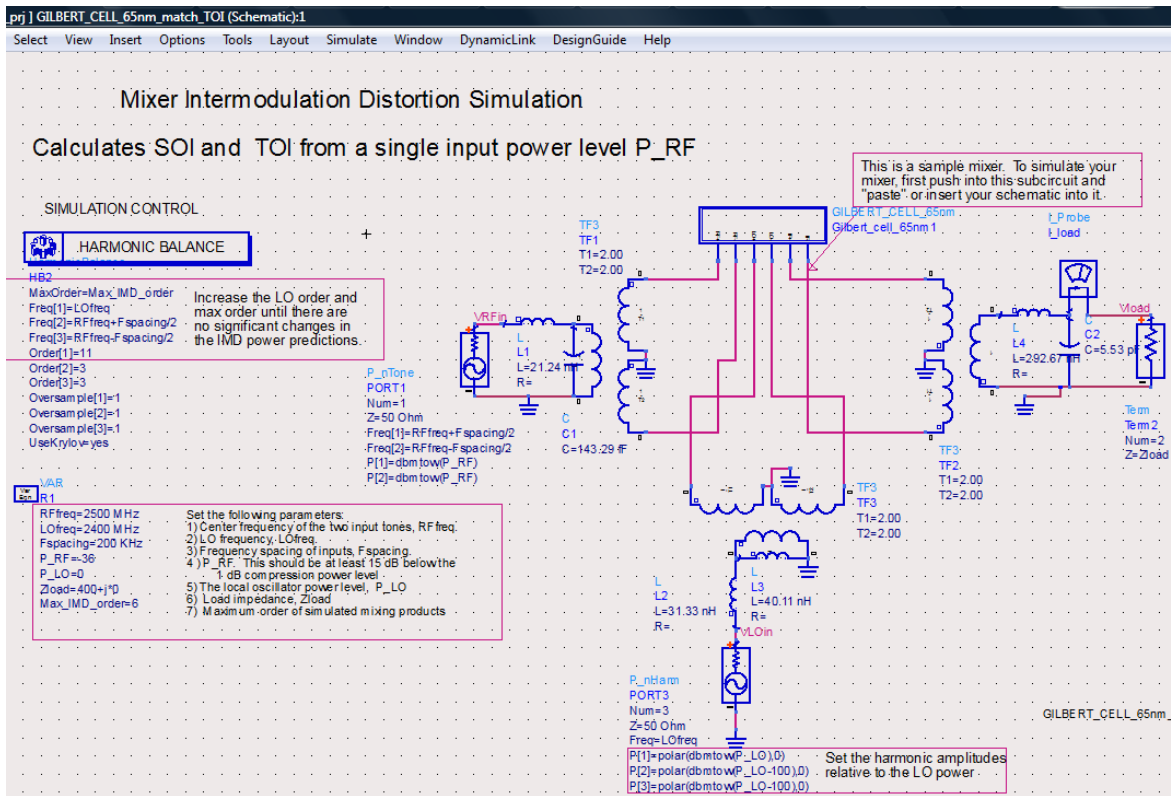 _prj ] GILBERT_CELL_65nm_match_TOI (Schematic):1
Select View Insert Options Tools Layout Simulate Window DynamicLink DesignGuide Help
Mixer Intermodulation Distortion Simulation
Calculates SOI and TOI from a single input power level P_RF
This is a sample mixer. To simulate your
mixer, first push into this subcircuit and
"paste" or insert your schematic into it.
SIMULATION CONTROL
HARMONIC BALANCE
HarmonicBalance
HB2
MaxOrder=Max_IMD_order
Freq[1]=LOfreq
Freq[2]=RFfreq+Fspacing/2
Freq[3]=RFfreq-Fspacing/2
Order[1]=11
Order[2]=3
Order[3]=3
Oversample[1]=1
Oversample[2]=1
Oversample[3]=1
UseKrylov=yes
Increase the LO order and
max order until there are
no significant changes in
the IMD power predictions.
TF3
TF1
T1=2.00
T2=2.00
GILBERT_CELL_65nm
Gilbert_cell_65nm1
I_Probe
I_load
VRFin
L
L1
L=21.24 nH
R=
P_nTone
PORT1
Num=1
Z=50 Ohm
Freq[1]=RFfreq+Fspacing/2
Freq[2]=RFfreq-Fspacing/2
P[1]=dbmtow(P_RF)
P[2]=dbmtow(P_RF)
C
C1
C=143.29 fF
L
L4
L=292.67 nH
R=
C
C2
C=5.53 pF
Vload
Term
Term2
Num=2
Z=Zload
TF3
TF2
T1=2.00
T2=2.00
TF3
TF3
T1=2.00
T2=2.00
VAR
R1
Var
Eqn
RFfreq=2500 MHz
LOfreq=2400 MHz
Fspacing=200 KHz
P_RF=-36
P_LO=0
Zload=400+j*0
Max_IMD_order=6
Set the following parameters:
1) Center frequency of the two input tones, RFfreq.
2) LO frequency, LOfreq.
3) Frequency spacing of inputs, Fspacing.
4) P_RF. This should be at least 15 dB below the
1 dB compression power level
5) The local oscillator power level, P_LO
6) Load impedance, Zload
7) Maximum order of simulated mixing products
L
L2
L=31.33 nH
R=
L
L3
L=40.11 nH
R=
VLOin
P_nHarm
PORT3
Num=3
Z=50 Ohm
Freq=LOfreq
P[1]=polar(dbmtow(P_LO),0)
P[2]=polar(dbmtow(P_LO-100),0)
P[3]=polar(dbmtow(P_LO-100),0)
Set the harmonic amplitudes
relative to the LO power
GILBERT_CELL_65nm_